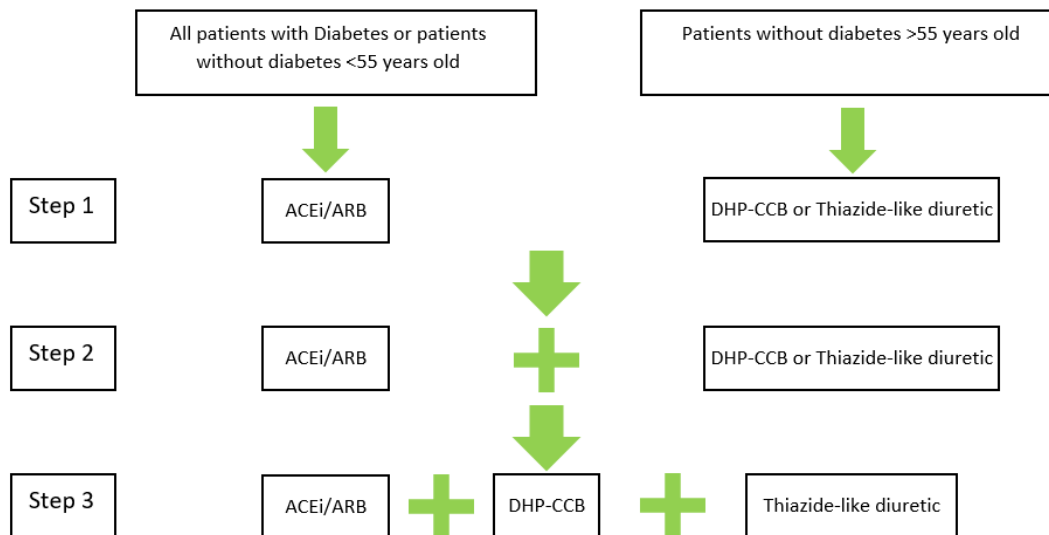 All patients with Diabetes or patients
without diabetes <55 years old
Patients without diabetes >55 years old
Step 1
ACEi/ARB
DHP-CCB or Thiazide-like diuretic
Step 2
ACEi/ARB
DHP-CCB or Thiazide-like diuretic
Step 3
ACEi/ARB
DHP-CCB
Thiazide-like diuretic